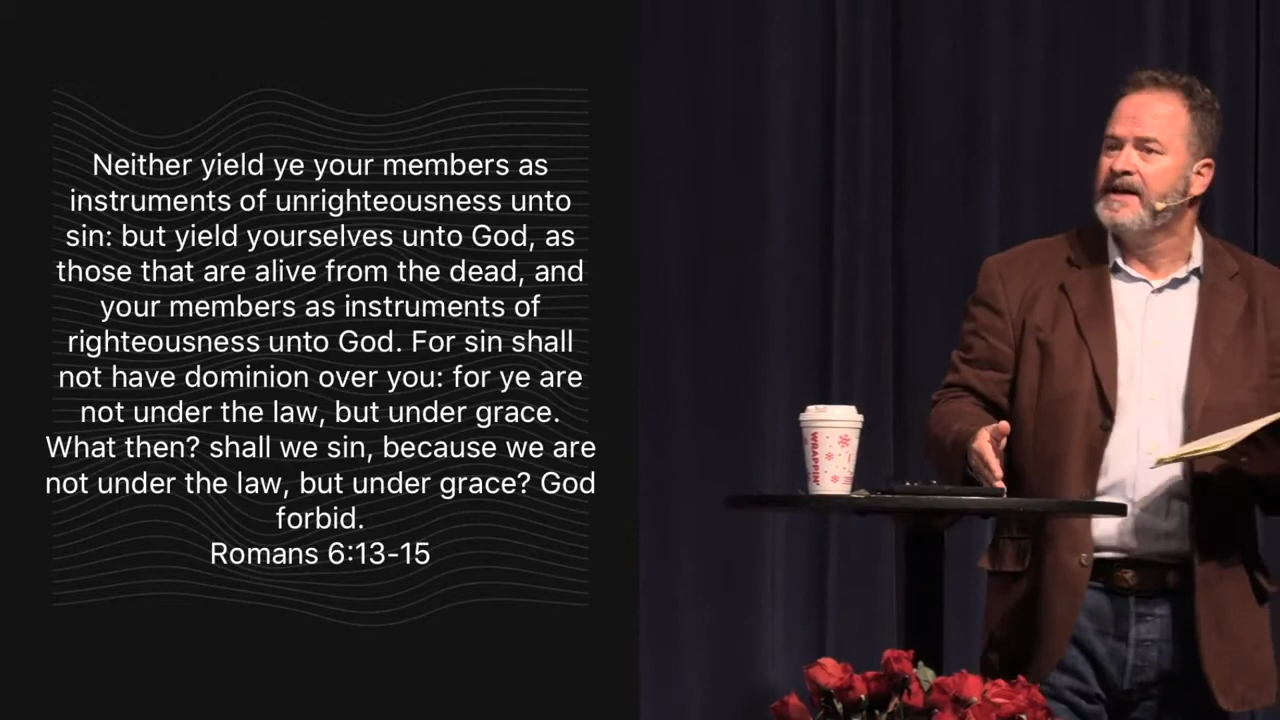 Neither yield ye your members as
instruments of unrighteousness unto
sin: but yield yourselves unto God, as
those that are alive from the dead, and
your members as instruments of
righteousness unto God. For sin shall
not have dominion over you: for ye are
not under the law, but under grace.
What then? shall we sin, because we are
not under the law, but under grace? God
forbid.
Romans 6:13-15
WRAPPIN'